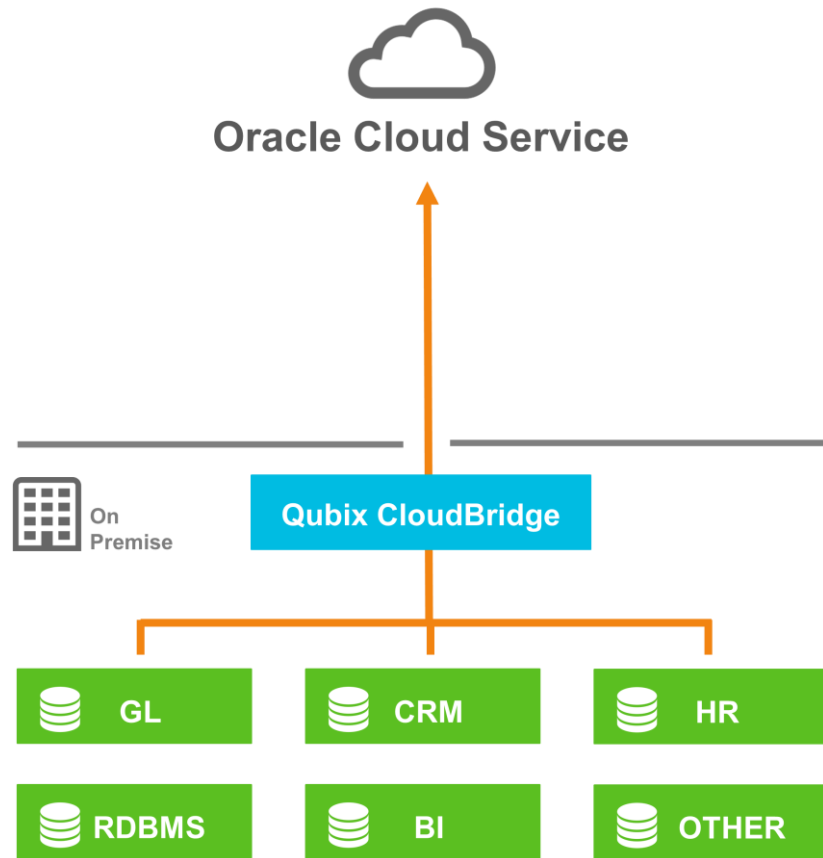 Oracle Cloud Service
Qubix CloudBridge
On
Premise
GL
CRM
HR
RDBMS
BI
OTHER